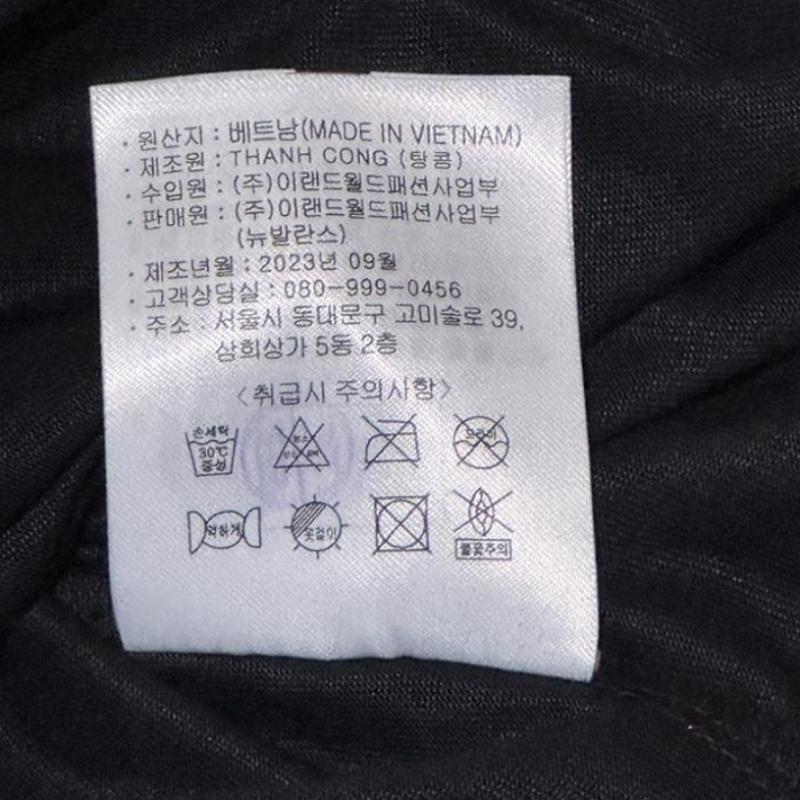 · 원산지 : 베트남(MADE IN VIETNAM)
· 제조원 : THANH CONG (탕콩)
· 수입원 : (주)이랜드월드패션사업부
· 판매원 : (주)이랜드월드패션사업부
(뉴발란스)
· 제조년월 : 2023년 09월
· 고객상당실 : 080-999-0456
· 주소 : 서울시 동대문구 고미술로 39,
상희상가 5동 2층
〈취급시 주의사항〉
손세탁 30℃ 중성
드라이
약하게 옷걸이
불꽃주의